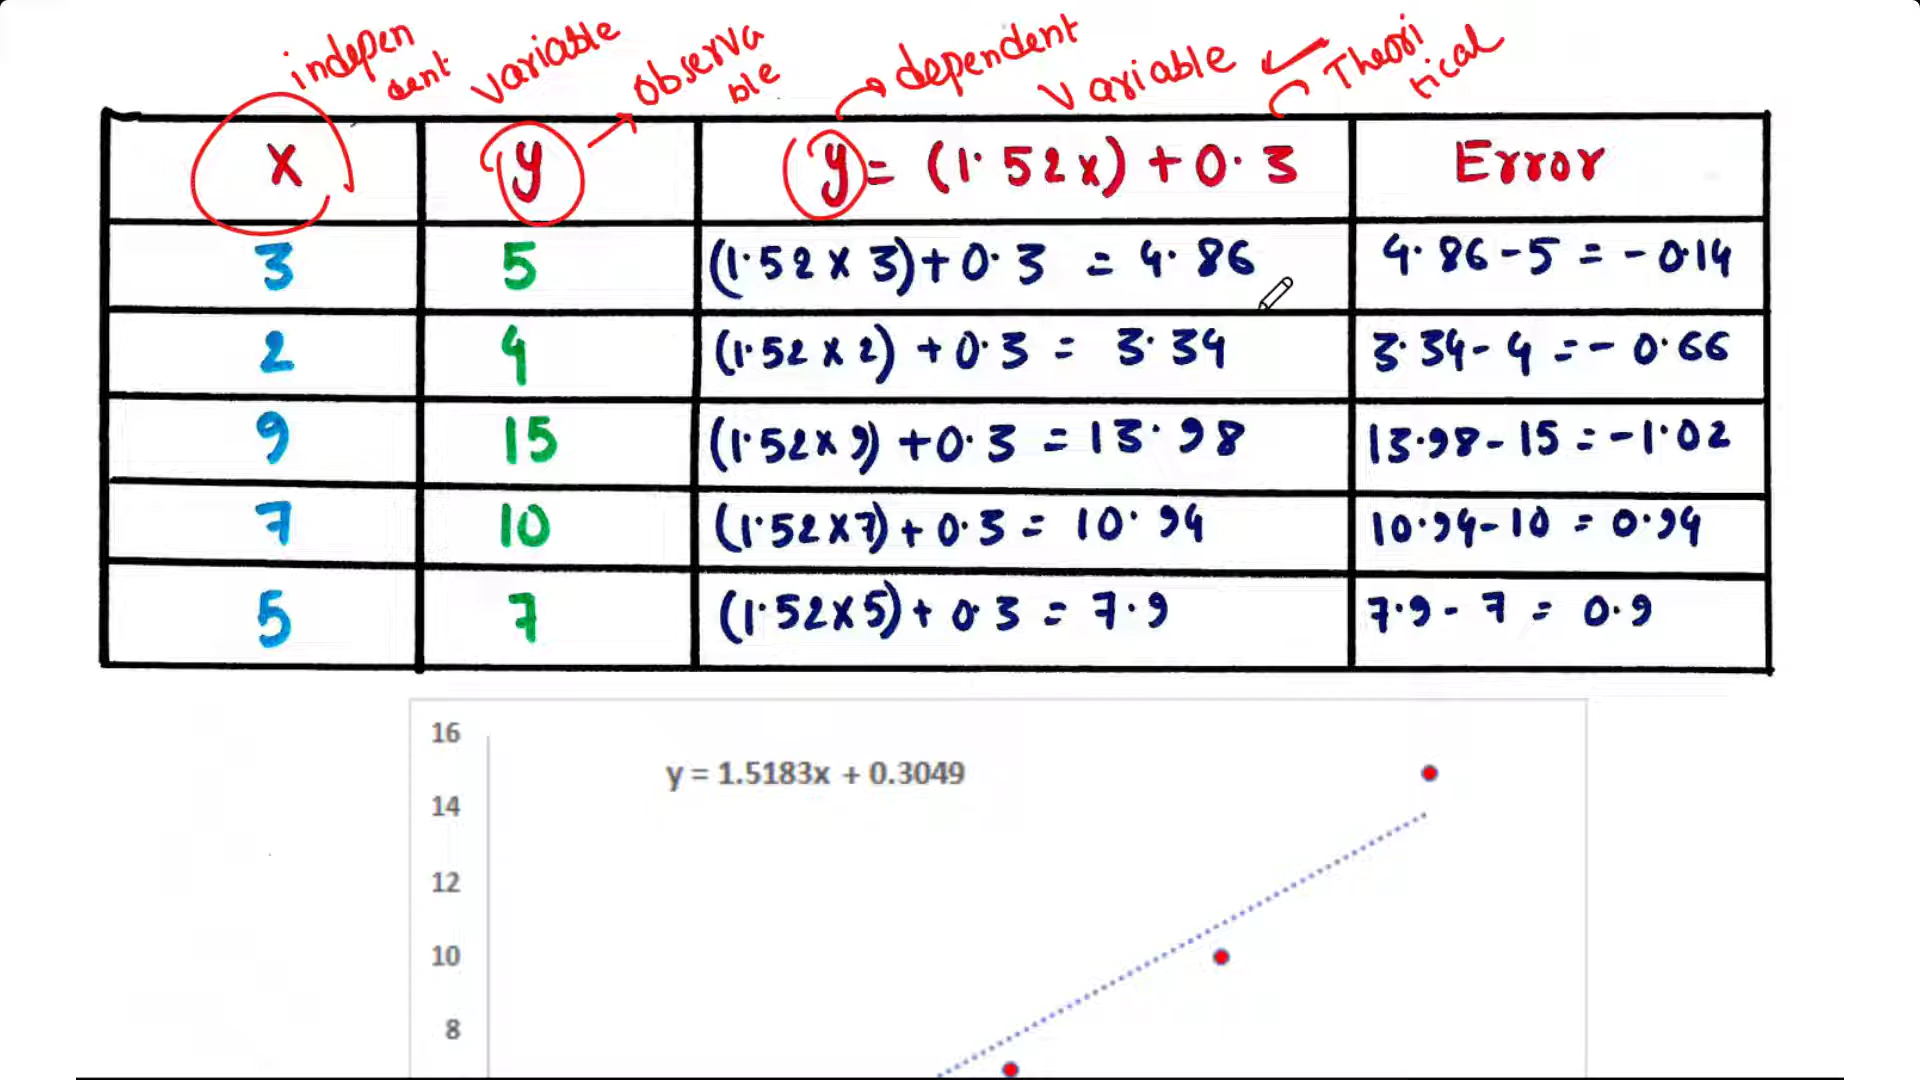 indepen
dent
variable
observa
ble
dependent
variable
Theori
tical
x y y = (1.52x) + 0.3 Error
3 5 (1.52 x 3) + 0.3 = 4.86 4.86 - 5 = - 0.14
2 4 (1.52 x 2) + 0.3 = 3.34 3.34 - 4 = - 0.66
9 15 (1.52 x 9) + 0.3 = 13.98 13.98 - 15 = - 1.02
7 10 (1.52 x 7) + 0.3 = 10.94 10.94 - 10 = 0.94
5 7 (1.52 x 5) + 0.3 = 7.9 7.9 - 7 = 0.9
16
y = 1.5183x + 0.3049
14
12
10
8